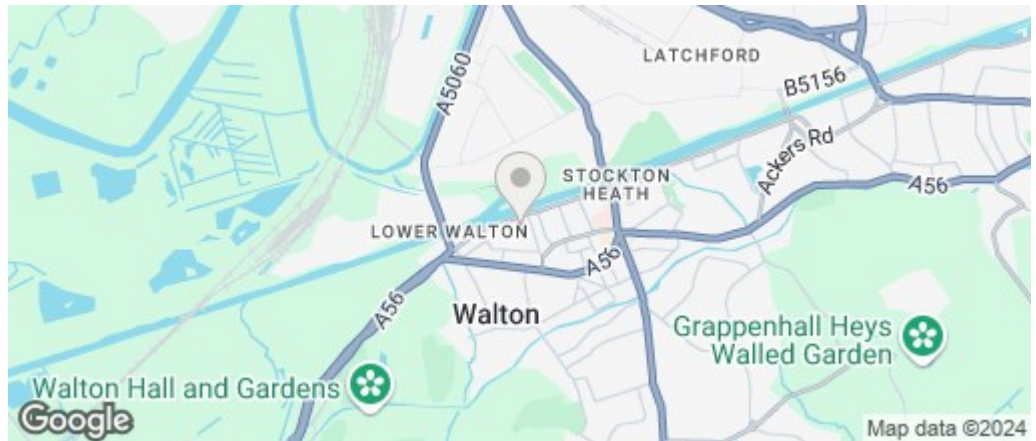 LATCHFORD
A5060
B5156
Ackers Rd
STOCKTON
HEATH
A56
LOWER WALTON
A56
A56
Walton
Grappenhall Heys
Walled Garden
Walton Hall and Gardens
Google
Map data ©2024